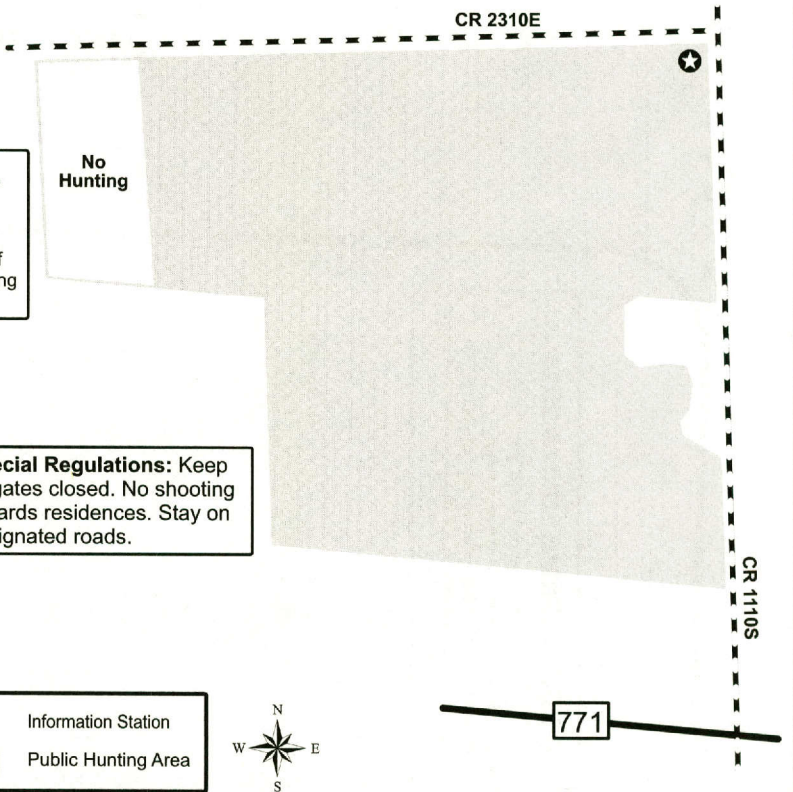 CR 2310E
No
Hunting
f
ng
ecial Regulations: Keep
gates closed. No shooting
ards residences. Stay on
ignated roads.
CR 1110S
771
Information Station
Public Hunting Area
N
W E
S